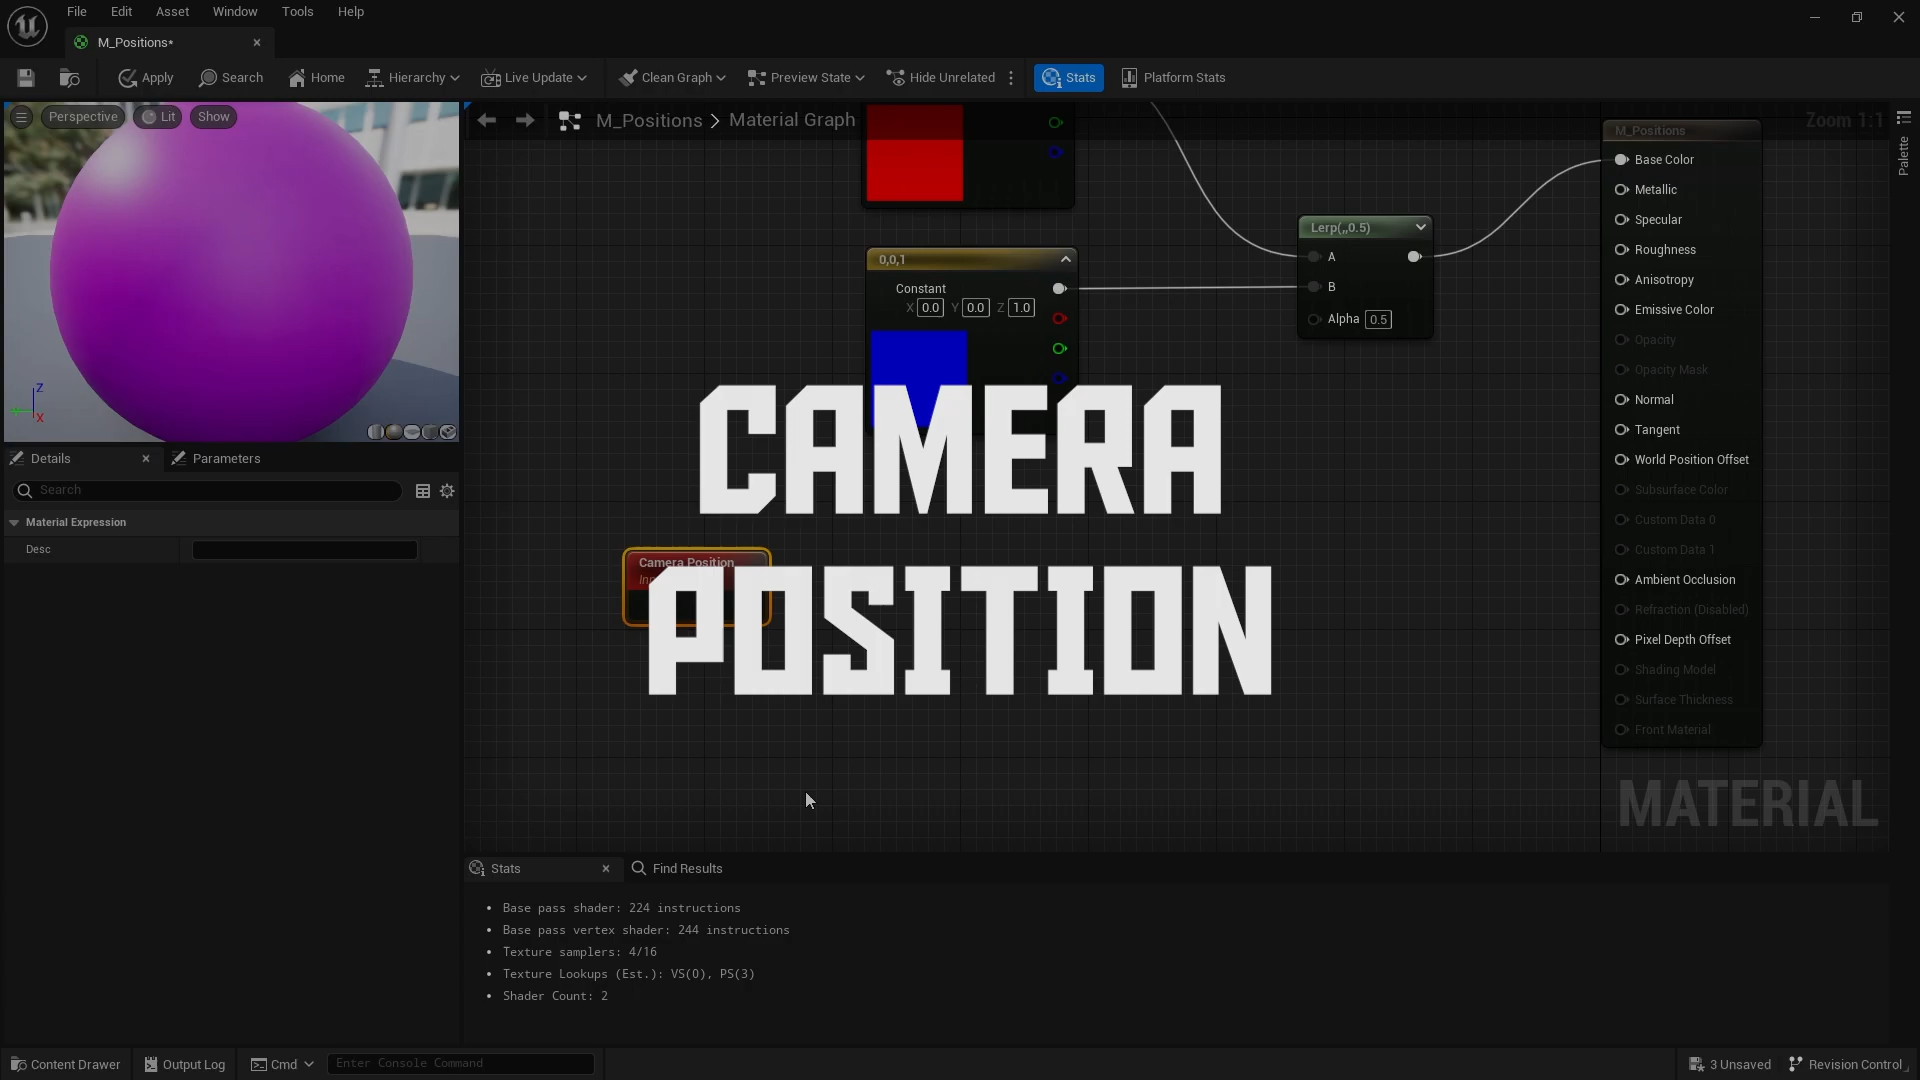 File Edit Asset Window Tools Help
M_Positions*
Apply Search Home Hierarchy Live Update Clean Graph Preview State Hide Unrelated Stats Platform Stats
Perspective Lit Show
M_Positions > Material Graph
Zoom 1:1
Palette
Z
X
0,0,1
Constant
X 0.0 Y 0.0 Z 1.0
Lerp(,,0.5)
A
B
Alpha 0.5
M_Positions
Base Color
Metallic
Specular
Roughness
Anisotropy
Emissive Color
Opacity
Opacity Mask
Normal
Tangent
World Position Offset
Subsurface Color
Custom Data 0
Custom Data 1
Ambient Occlusion
Refraction (Disabled)
Pixel Depth Offset
Shading Model
Surface Thickness
Front Material
MATERIAL
CAMERA
POSITION
Camera Position
Details Parameters
Search
Material Expression
Desc
Stats Find Results
• Base pass shader: 224 instructions
• Base pass vertex shader: 244 instructions
• Texture samplers: 4/16
• Texture Lookups (Est.): VS(0), PS(3)
• Shader Count: 2
Content Drawer Output Log Cmd Enter Console Command 3 Unsaved Revision Control